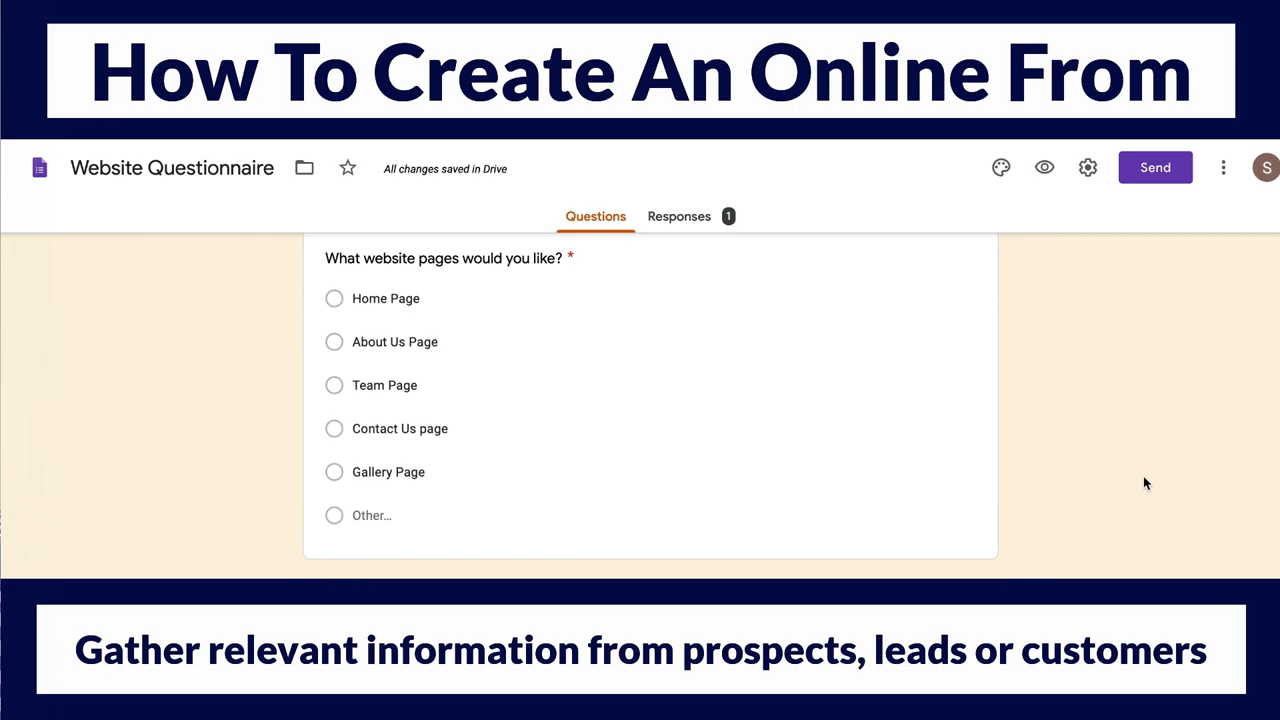 How To Create An Online From
Website Questionnaire
All changes saved in Drive
Send
S
Questions
Responses 1
What website pages would you like? *
Home Page
About Us Page
Team Page
Contact Us page
Gallery Page
Other...
Gather relevant information from prospects, leads or customers